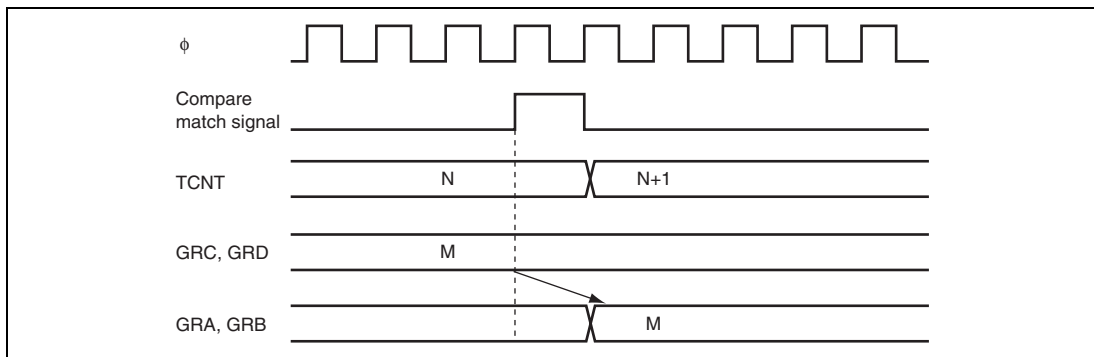 φ
Compare
match signal
TCNT N N+1
GRC, GRD M
GRA, GRB M